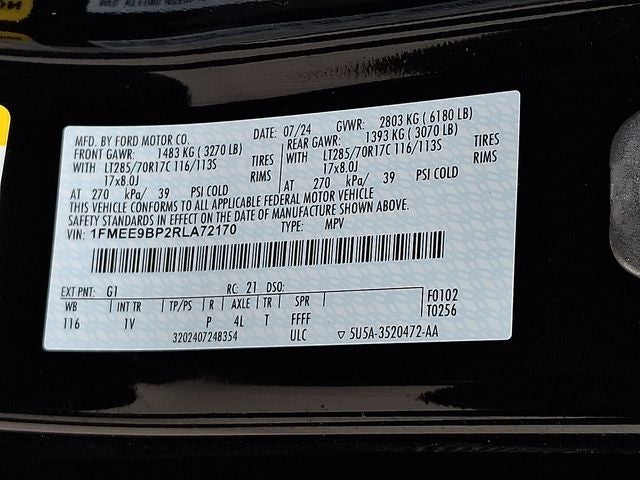 MFD. BY FORD MOTOR CO. DATE: 07/24 GVWR: 2803 KG ( 6180 LB)
FRONT GAWR: 1483 KG ( 3270 LB) REAR GAWR: 1393 KG ( 3070 LB)
WITH LT285/70R17C 116/113S TIRES WITH LT285/70R17C 116/113S TIRES
17x8.0J RIMS 17x8.0J RIMS
AT 270 kPa/ 39 PSI COLD AT 270 kPa/ 39 PSI COLD
THIS VEHICLE CONFORMS TO ALL APPLICABLE FEDERAL MOTOR VEHICLE
SAFETY STANDARDS IN EFFECT ON THE DATE OF MANUFACTURE SHOWN ABOVE.
VIN: 1FMEE9BP2RLA72170 TYPE: MPV
EXT PNT: G1 RC: 21 DSO:
WB INT TR TP/PS R AXLE TR SPR F0102
116 1V P 4L T FFFF T0256
3202407248354 ULC ▽ 5U5A-3520472-AA